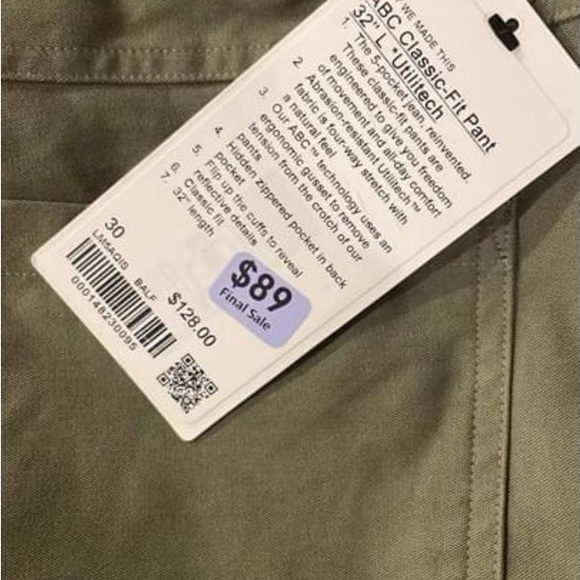 WE MADE THIS
ABC Classic-Fit Pant
32" L *Utilitech
1. The 5-pocket jean, reinvented.
These classic-fit pants are
engineered to give you freedom
of movement and all-day comfort
2. Abrasion-resistant Utilitech™
fabric is four-way stretch with
a natural feel
3. Our ABC™ technology uses an
ergonomic gusset to remove
tension from the crotch of our
pants
4. Hidden zippered pocket in back
pocket
5. Flip up the cuffs to reveal
reflective details
6. Classic fit
7. 32" length
30
LM5AQIS BALF
000148230095
$128.00
$89
Final Sale